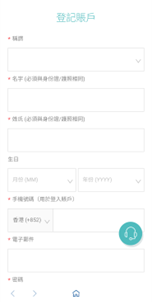 登記帳戶
* 稱謂
* 名字 (必須與身份證/護照相同)
* 姓氏 (必須與身份證/護照相同)
生日
月份 (MM) 年份 (YYYY)
* 手機號碼 (用於登入帳戶)
香港 (+852)
* 電子郵件
* 密碼